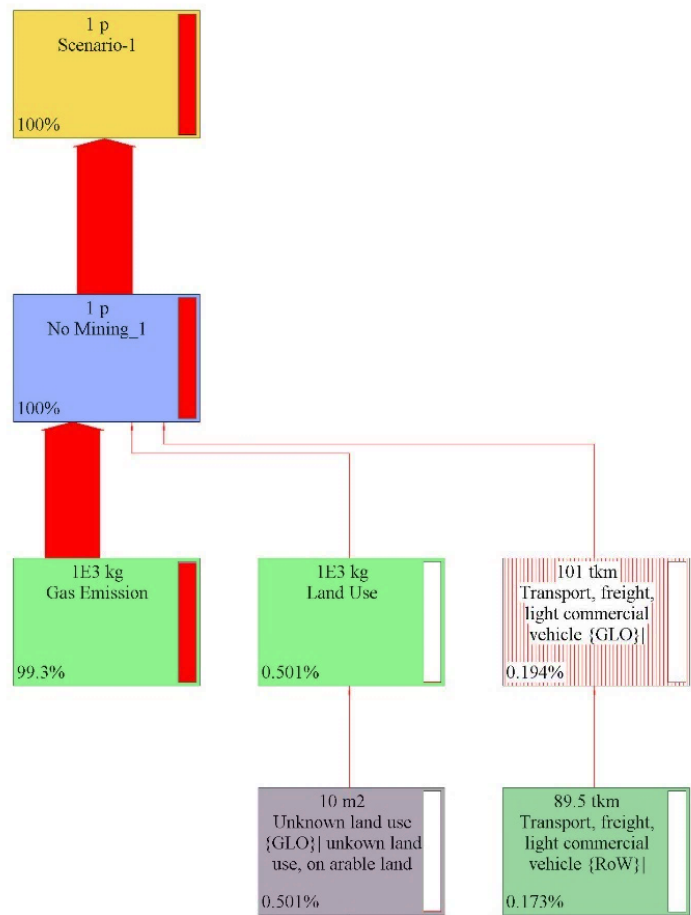 1 p
Scenario-1
100%
1 p
No Mining_1
100%
1E3 kg
Gas Emission
99.3%
1E3 kg
Land Use
0.501%
101 tkm
Transport, freight,
light commercial
vehicle {GLO}|
0.194%
10 m2
Unknown land use
{GLO}| unkown land
use, on arable land
0.501%
89.5 tkm
Transport, freight,
light commercial
vehicle {RoW}|
0.173%